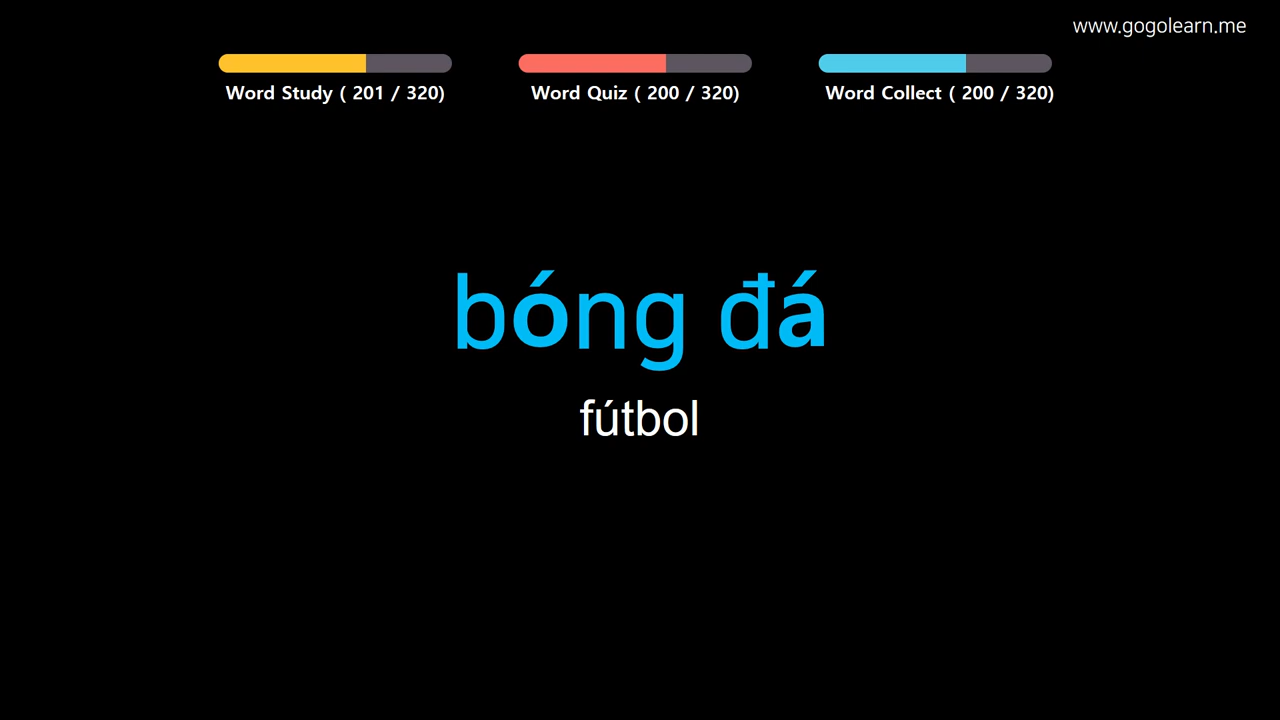 www.gogolearn.me
Word Study ( 201 / 320)
Word Quiz ( 200 / 320)
Word Collect ( 200 / 320)
bóng đá
fútbol